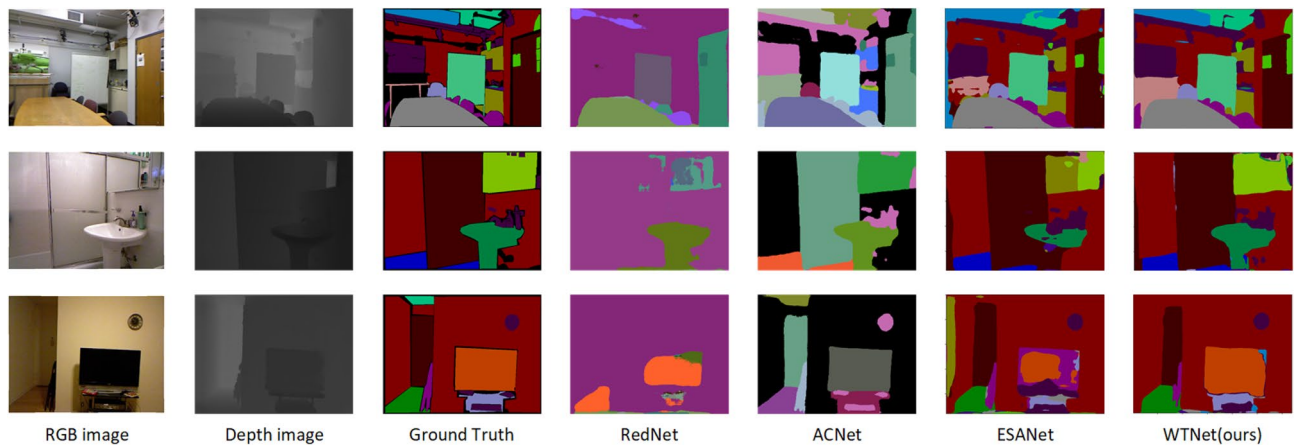 RGB image
Depth image
Ground Truth
RedNet
ACNet
ESANet
WTNet(ours)